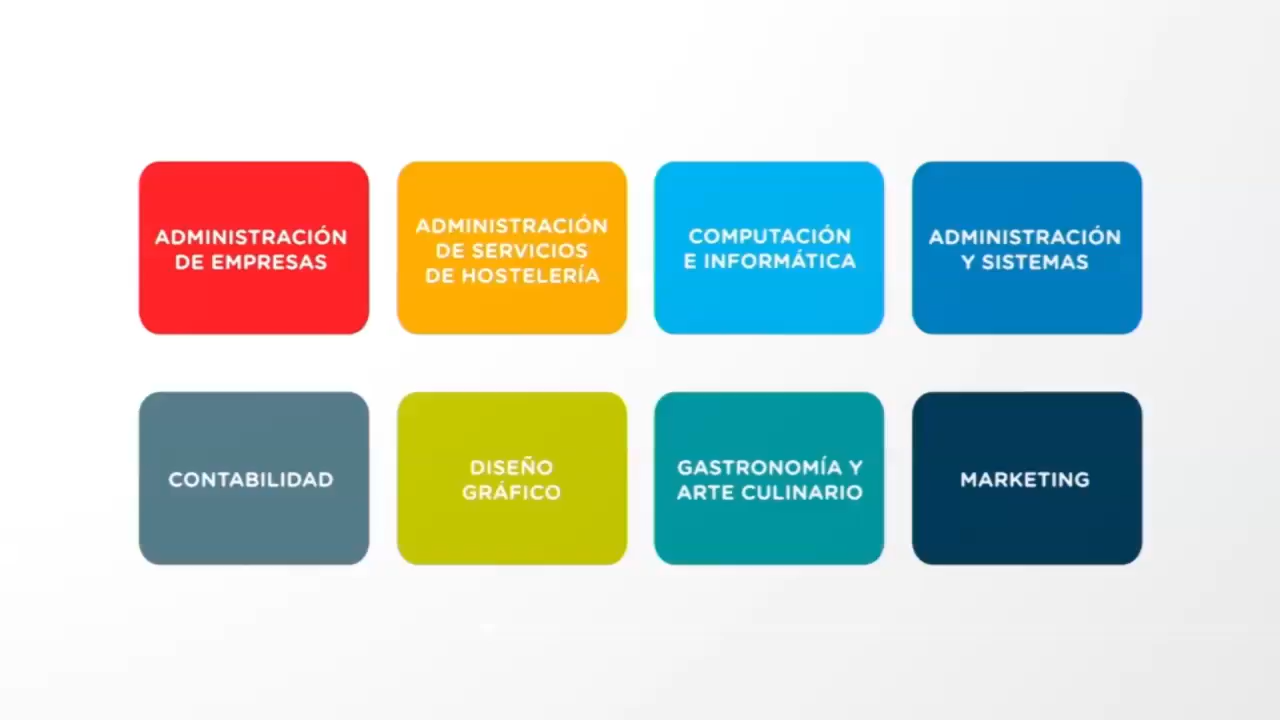 ADMINISTRACIÓN
DE EMPRESAS
ADMINISTRACIÓN
DE SERVICIOS
DE HOSTELERÍA
COMPUTACIÓN
E INFORMÁTICA
ADMINISTRACIÓN
Y SISTEMAS
CONTABILIDAD
DISEÑO
GRÁFICO
GASTRONOMÍA Y
ARTE CULINARIO
MARKETING